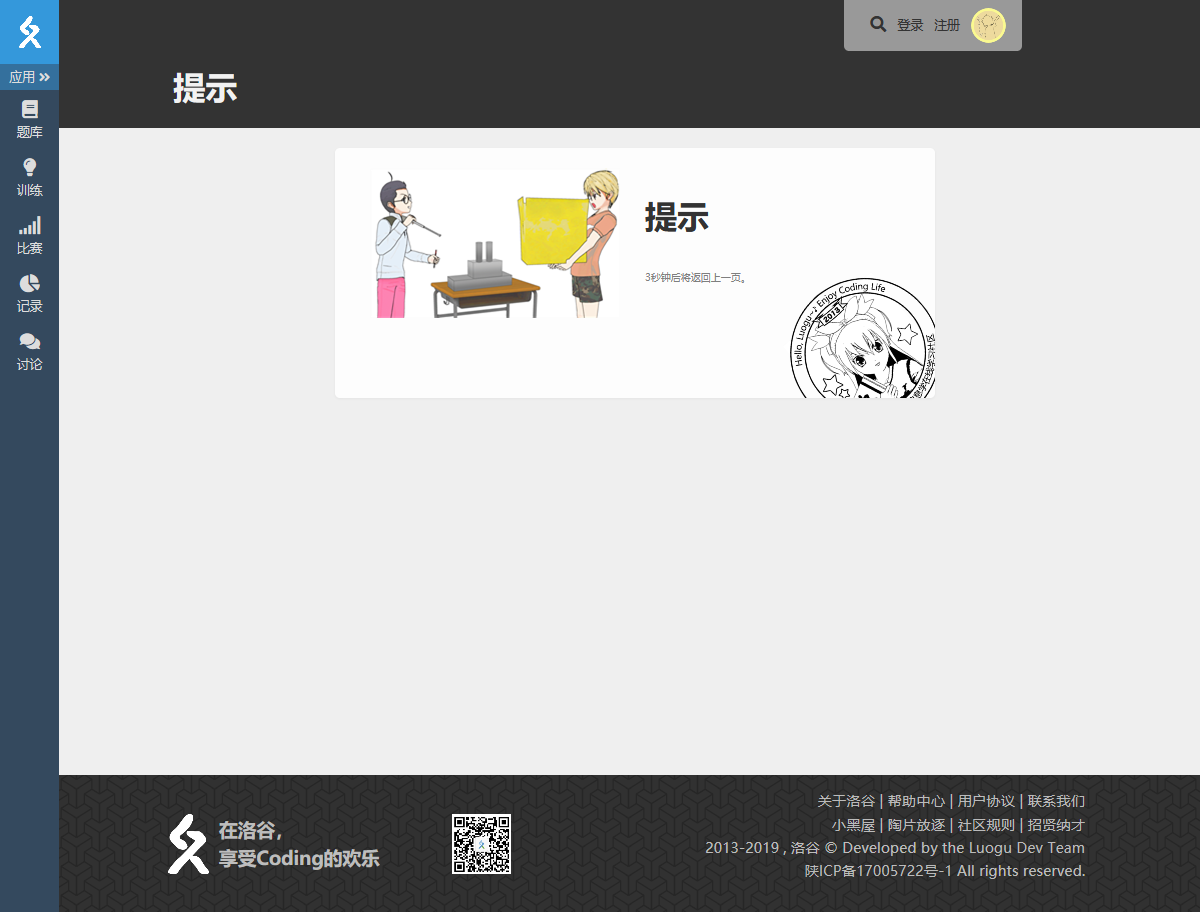 登录 注册
应用
提示
题库
训练
比赛
记录
讨论
提示
3秒钟后将返回上一页。
Hello, Luogu~♪ Enjoy Coding Life
2013
在洛谷,
享受Coding的欢乐
关于洛谷 | 帮助中心 | 用户协议 | 联系我们
小黑屋 | 陶片放逐 | 社区规则 | 招贤纳才
2013-2019 , 洛谷 © Developed by the Luogu Dev Team
陕ICP备17005722号-1 All rights reserved.